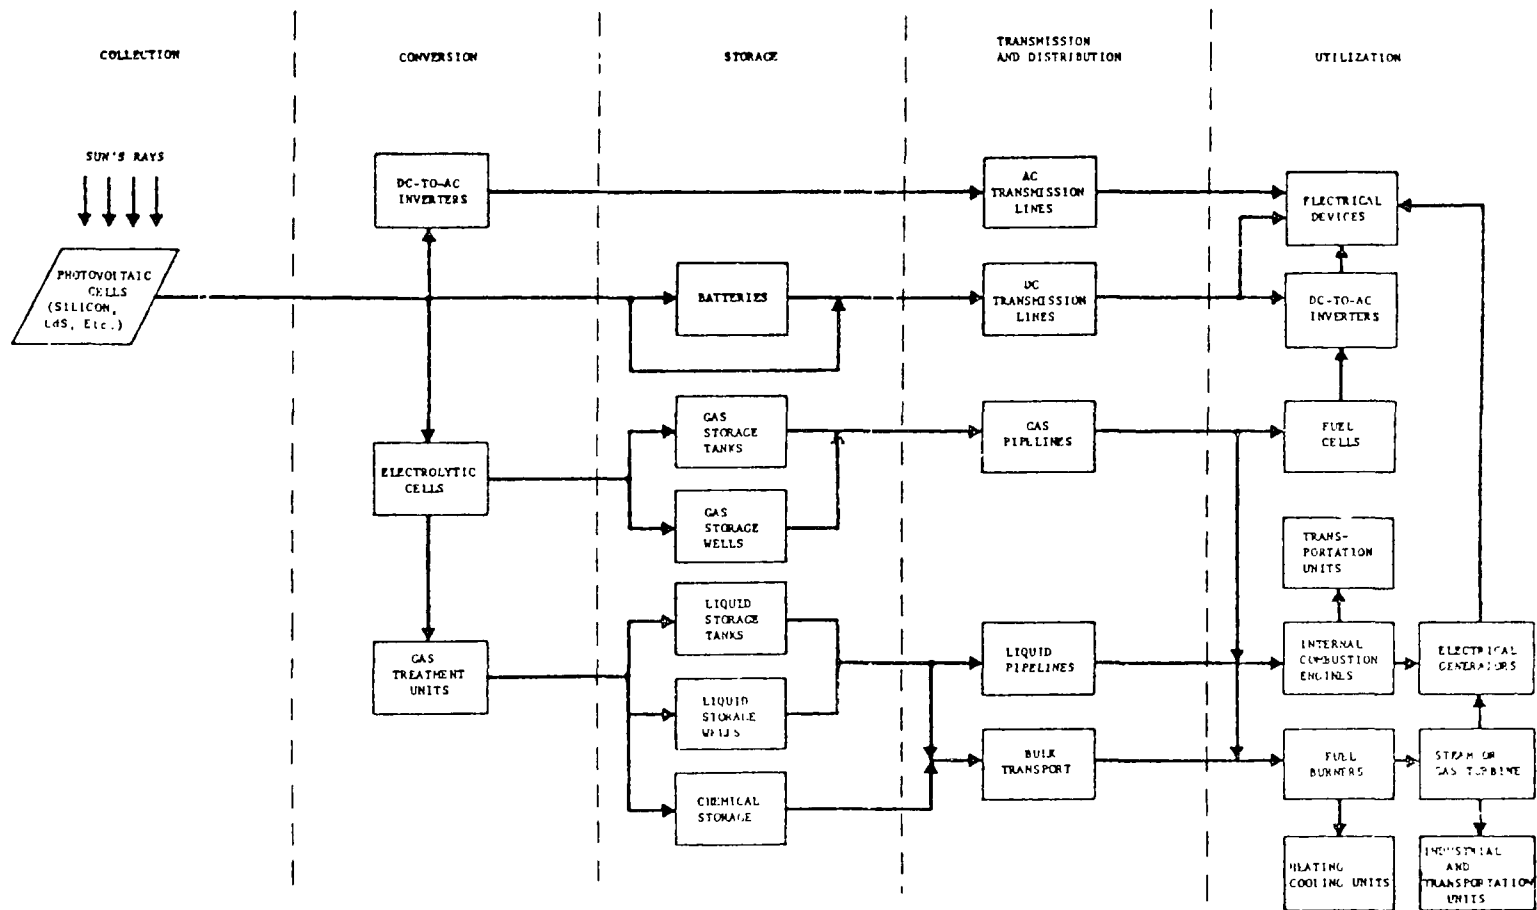 COLLECTION
CONVERSION
STORAGE
TRANSMISSION
AND DISTRIBUTION
UTILIZATION
SUN'S RAYS
PHOTOVOLTAIC
CELLS
(SILICON,
CdS, Etc.)
DC-TO-AC
INVERTERS
ELECTROLYTIC
CELLS
GAS
TREATMENT
UNITS
BATTERIES
GAS
STORAGE
TANKS
GAS
STORAGE
WELLS
LIQUID
STORAGE
TANKS
LIQUID
STORAGE
WELLS
CHEMICAL
STORAGE
AC
TRANSMISSION
LINES
DC
TRANSMISSION
LINES
GAS
PIPELINES
LIQUID
PIPELINES
BULK
TRANSPORT
ELECTRICAL
DEVICES
DC-TO-AC
INVERTERS
FUEL
CELLS
TRANS-
PORTATION
UNITS
INTERNAL
COMBUSTION
ENGINES
ELECTRICAL
GENERATORS
FUEL
BURNERS
STEAM OR
GAS TURBINE
HEATING
COOLING UNITS
INDUSTRIAL
AND
TRANSPORTATION
UNITS